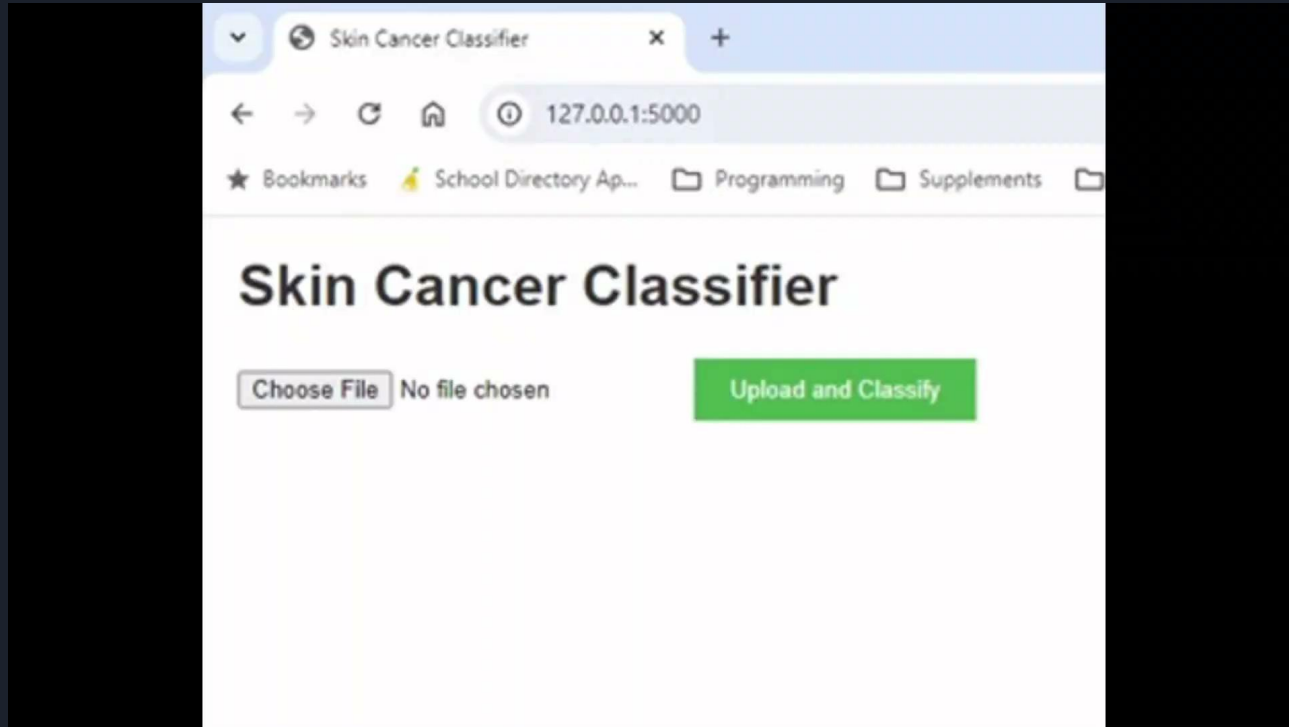 Skin Cancer Classifier
127.0.0.1:5000
Bookmarks School Directory Ap... Programming Supplements
Skin Cancer Classifier
Choose File No file chosen Upload and Classify